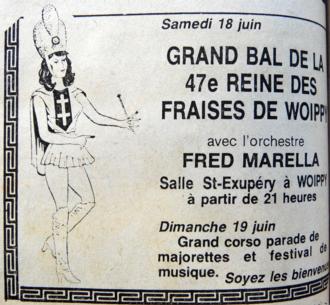 Samedi 18 juin
GRAND BAL DE LA
47e REINE DES
FRAISES DE WOIPPY
avec l'orchestre
FRED MARELLA
Salle St-Exupéry à WOIPPY
à partir de 21 heures
Dimanche 19 juin
Grand corso parade de
majorettes et festival de
musique. Soyez les bienvenus